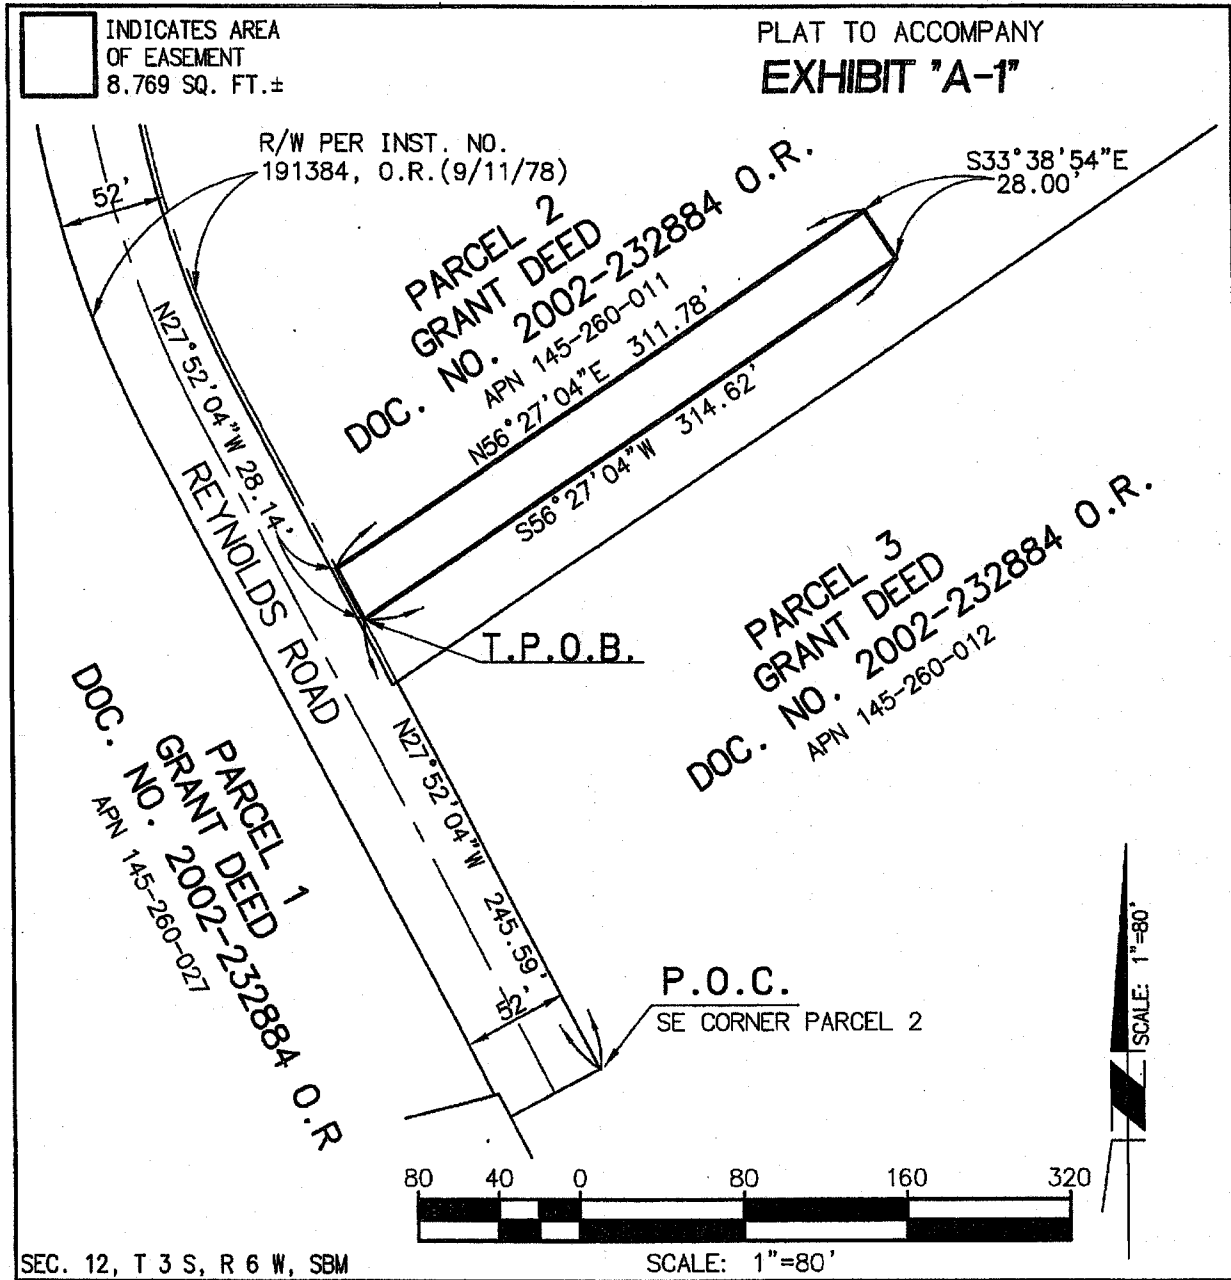 INDICATES AREA
OF EASEMENT
8.769 SQ. FT.±
PLAT TO ACCOMPANY
EXHIBIT "A-1"
R/W PER INST. NO.
191384, O.R.(9/11/78)
S33°38'54"E
28.00'
52'
PARCEL 2
GRANT DEED
DOC. NO. 2002-232884 O.R.
APN 145-260-011
N56°27'04"E 311.78'
S56°27'04"W 314.62'
N27°52'04"W 28.14'
REYNOLDS ROAD
T.P.O.B.
PARCEL 3
GRANT DEED
DOC. NO. 2002-232884 O.R.
APN 145-260-012
PARCEL 1
GRANT DEED
DOC. NO. 2002-232884 O.R
APN 145-260-027
N27°52'04"W 245.59'
52'
P.O.C.
SE CORNER PARCEL 2
SCALE: 1"=80'
80 40 0 80 160 320
SEC. 12, T 3 S, R 6 W, SBM
SCALE: 1"=80'